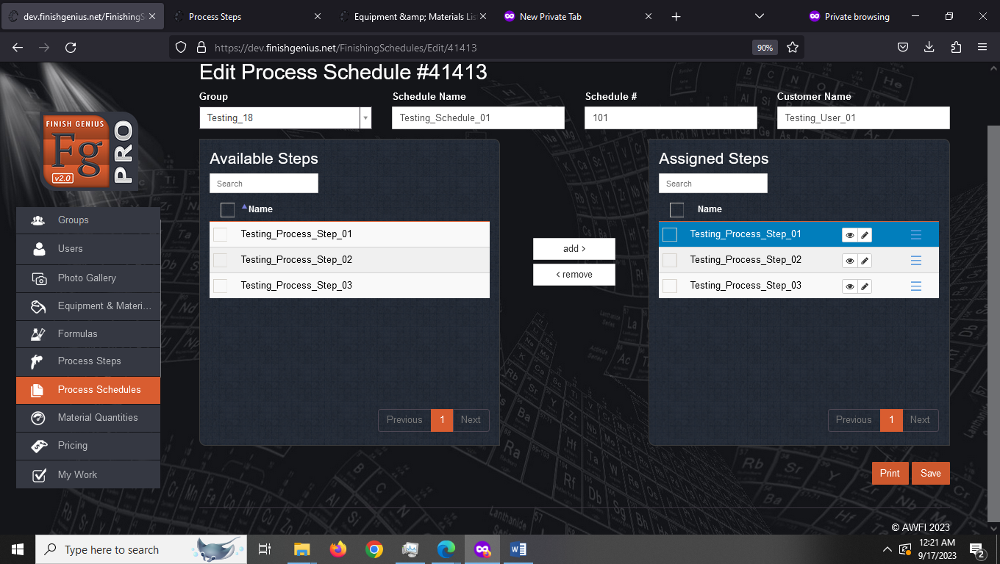 dev.finishgenius.net/FinishingS
Process Steps
Equipment &amp; Materials Lis
New Private Tab
Private browsing
https://dev.finishgenius.net/FinishingSchedules/Edit/41413
90%
Edit Process Schedule #41413
Group
Schedule Name
Schedule #
Customer Name
Testing_18
Testing_Schedule_01
101
Testing_User_01
FINISH GENIUS
Fg
v2.0
PRO
Groups
Users
Photo Gallery
Equipment & Materi...
Formulas
Process Steps
Process Schedules
Material Quantities
Pricing
My Work
Available Steps
Search
Name
Testing_Process_Step_01
Testing_Process_Step_02
Testing_Process_Step_03
Previous 1 Next
add >
< remove
Assigned Steps
Search
Name
Testing_Process_Step_01
Testing_Process_Step_02
Testing_Process_Step_03
Previous 1 Next
Print
Save
© AWFI 2023
Type here to search
12:21 AM
9/17/2023
2